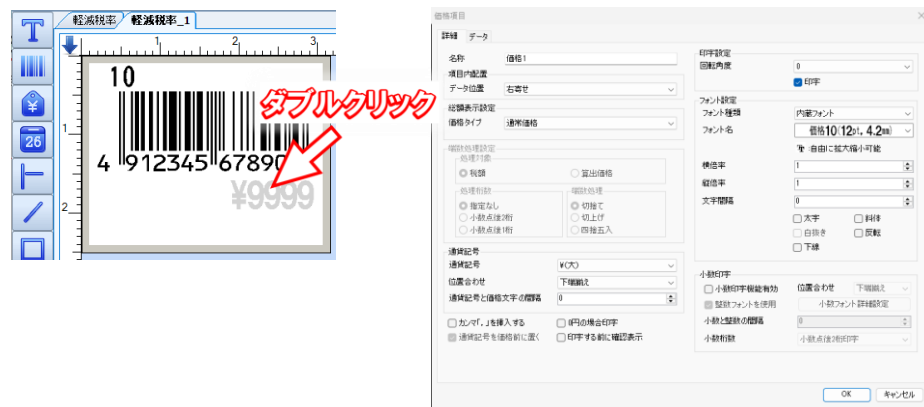 軽減税率
軽減税率_1
1
2
3
1
2
10
4 912345 67890
¥9999
26
ダブルクリック
価格項目
詳細
データ
名称
価格1
項目内配置
データ位置
右寄せ
総額表示設定
価格タイプ
通常価格
端数処理設定
処理対象
税額
算出価格
処理桁数
指定なし
小数点後2桁
小数点後1桁
端数処理
切捨て
切上げ
四捨五入
通貨記号
通貨記号
¥(大)
位置合わせ
下端揃え
通貨記号と価格文字の間隔
0
カンマ「,」を挿入する
0円の場合印字
通貨記号を価格前に置く
印字する前に確認表示
印字設定
回転角度
0
印字
フォント設定
フォント種類
内蔵フォント
フォント名
価格10(12pt, 4.2mm)
:自由に拡大縮小可能
横倍率
1
縦倍率
1
文字間隔
0
太字
斜体
白抜き
反転
下線
小数印字
小数印字機能有効
位置合わせ
下端揃え
整数フォントを使用
小数フォント詳細設定
小数と整数の間隔
0
小数桁数
小数点後2桁印字
OK
キャンセル